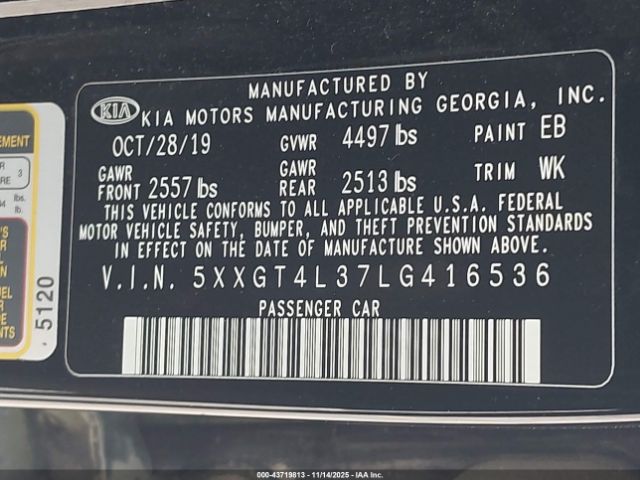 MANUFACTURED BY
KIA KIA MOTORS MANUFACTURING GEORGIA, INC.
OCT/28/19 GVWR 4497 lbs PAINT EB
GAWR FRONT 2557 lbs GAWR REAR 2513 lbs TRIM WK
THIS VEHICLE CONFORMS TO ALL APPLICABLE U.S.A. FEDERAL
MOTOR VEHICLE SAFETY, BUMPER, AND THEFT PREVENTION STANDARDS
IN EFFECT ON THE DATE OF MANUFACTURE SHOWN ABOVE.
V.I.N. 5XXGT4L37LG416536
PASSENGER CAR
5120
000-43719813 - 11/14/2025 - IAA Inc.